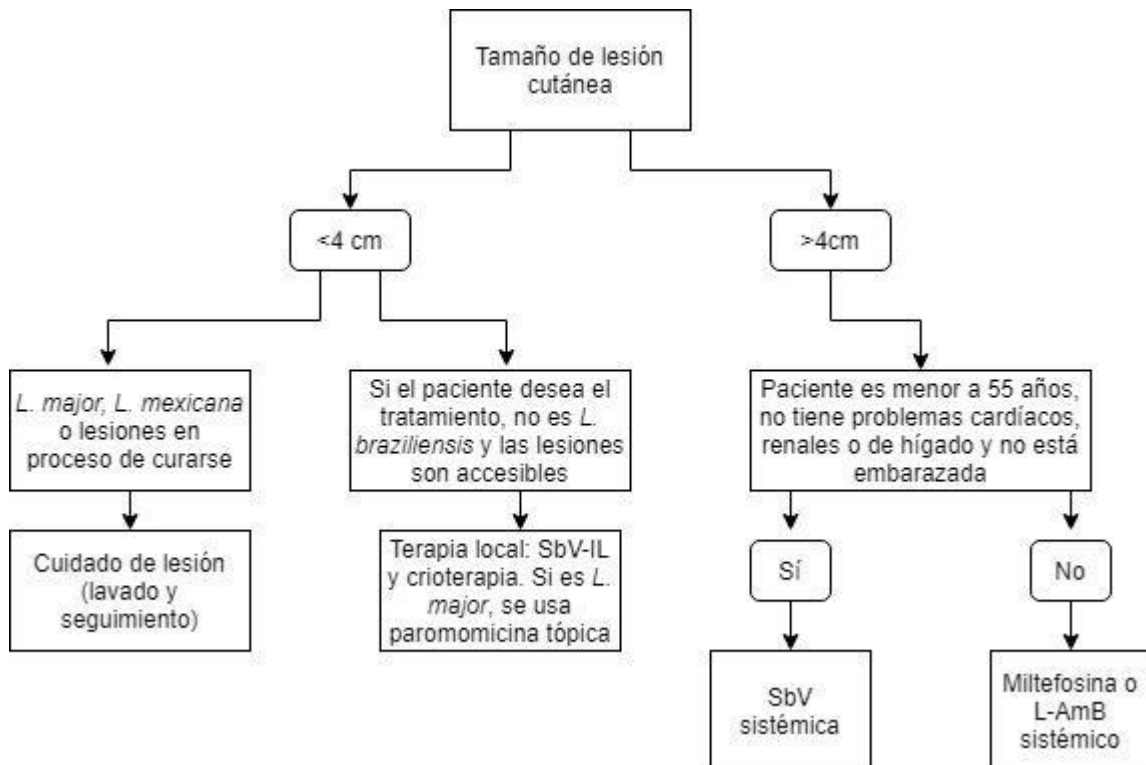 Tamaño de lesión
cutánea
<4 cm
>4cm
L. major, L. mexicana
o lesiones en
proceso de curarse
Si el paciente desea el
tratamiento, no es L.
braziliensis y las lesiones
son accesibles
Paciente es menor a 55 años,
no tiene problemas cardíacos,
renales o de hígado y no está
embarazada
Cuidado de lesión
(lavado y
seguimiento)
Terapia local: SbV-IL
y crioterapia. Si es L.
major, se usa
paromomicina tópica
Sí
No
SbV
sistémica
Miltefosina o
L-AmB
sistémico